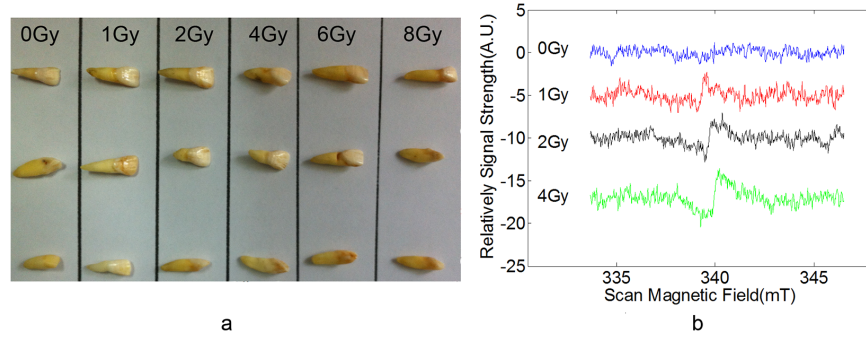 0Gy 1Gy 2Gy 4Gy 6Gy 8Gy
a
Relatively Signal Strength(A.U.)
5
0
-5
-10
-15
-20
-25
0Gy
1Gy
2Gy
4Gy
335 340 345
Scan Magnetic Field(mT)
b